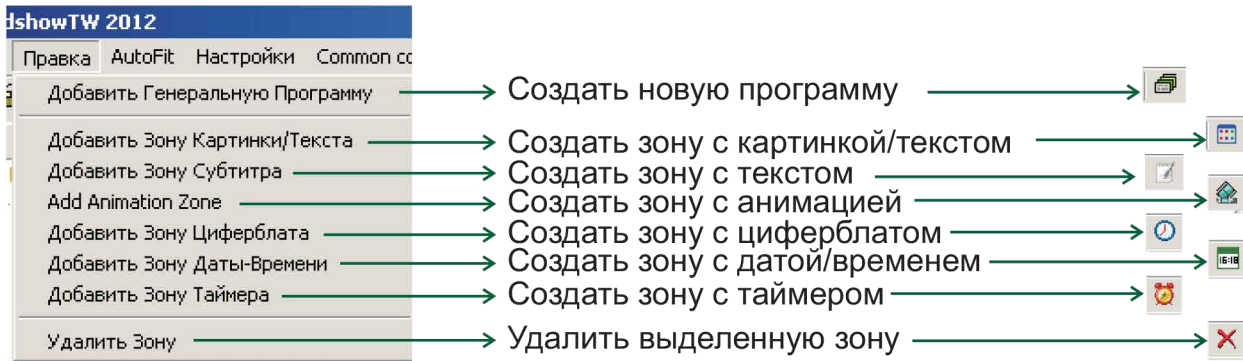 dshowTW 2012
Правка AutoFit Настройки Common co
Добавить Генеральную Программу Создать новую программу
Добавить Зону Картинки/Текста Создать зону с картинкой/текстом
Добавить Зону Субтитра Создать зону с текстом
Add Animation Zone Создать зону с анимацией
Добавить Зону Циферблата Создать зону с циферблатом
Добавить Зону Даты-Времени Создать зону с датой/временем 16:18
Добавить Зону Таймера Создать зону с таймером
Удалить Зону Удалить выделенную зону